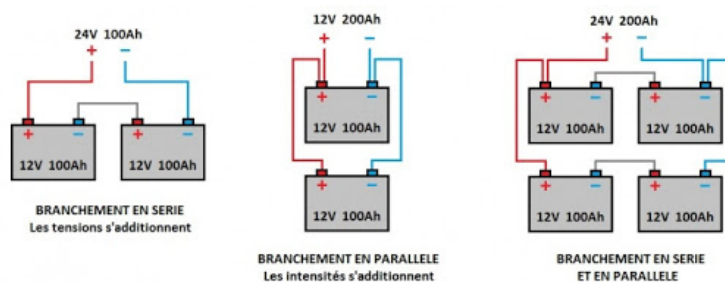 24V 100Ah
+ −
+ − + −
12V 100Ah 12V 100Ah
BRANCHEMENT EN SERIE
Les tensions s'additionnent
12V 200Ah
+ −
+ −
12V 100Ah
+ −
12V 100Ah
BRANCHEMENT EN PARALLELE
Les intensités s'additionnent
24V 200Ah
+ −
+ − + −
12V 100Ah 12V 100Ah
+ − + −
12V 100Ah 12V 100Ah
BRANCHEMENT EN SERIE
ET EN PARALLELE